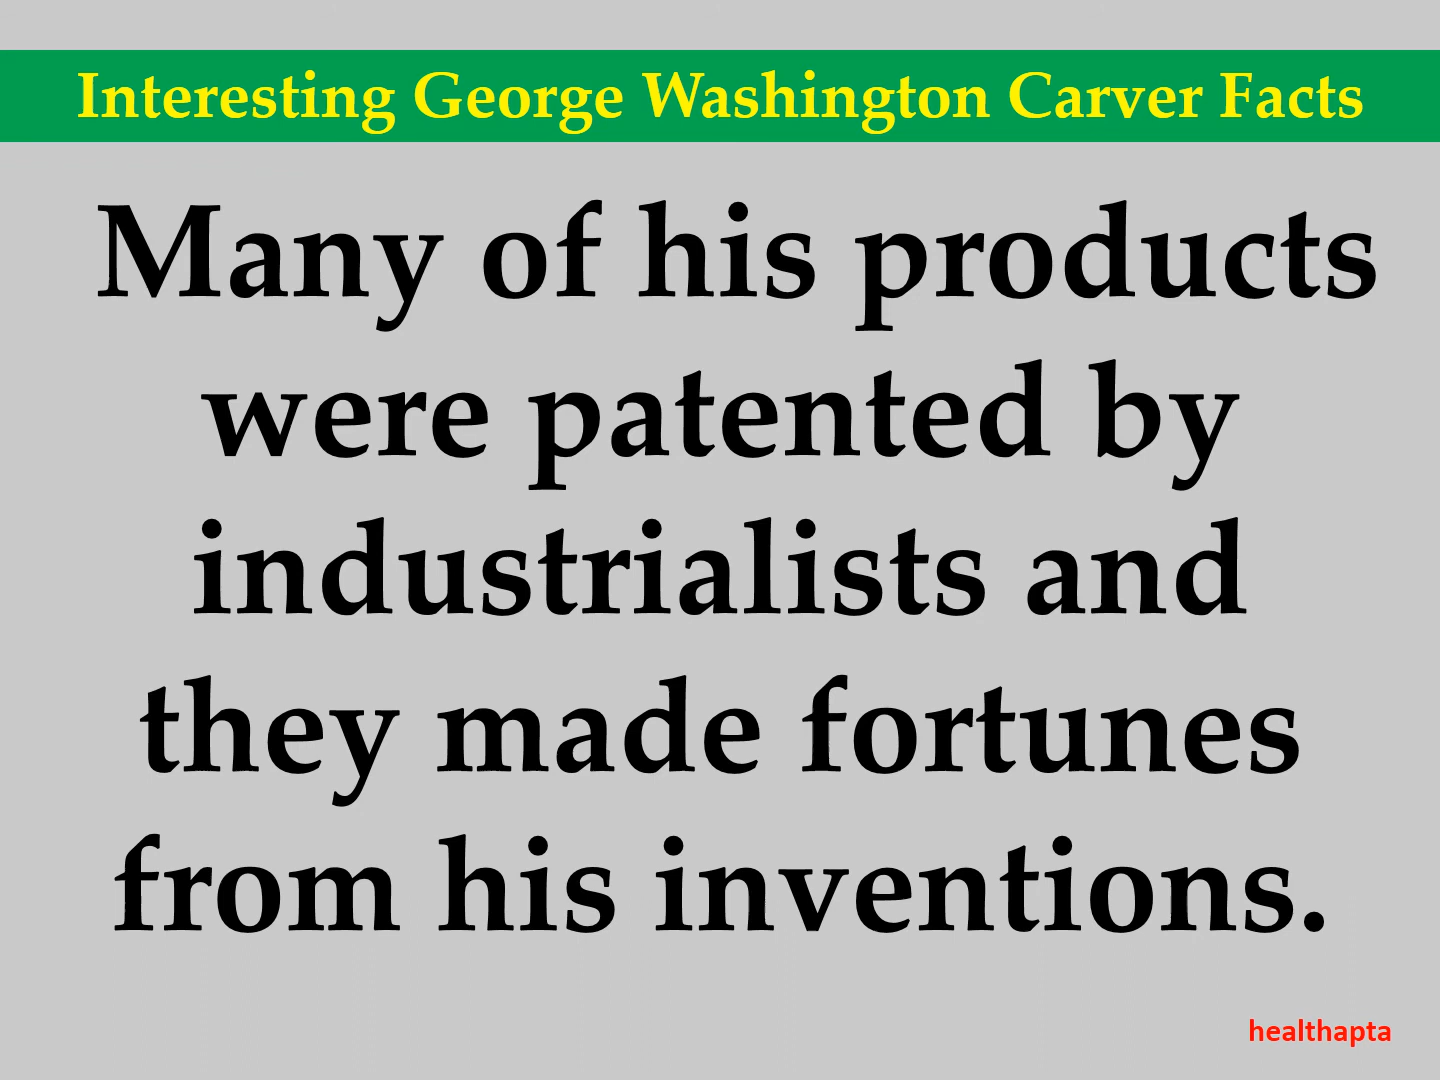 Interesting George Washington Carver Facts
Many of his products
were patented by
industrialists and
they made fortunes
from his inventions.
healthapta